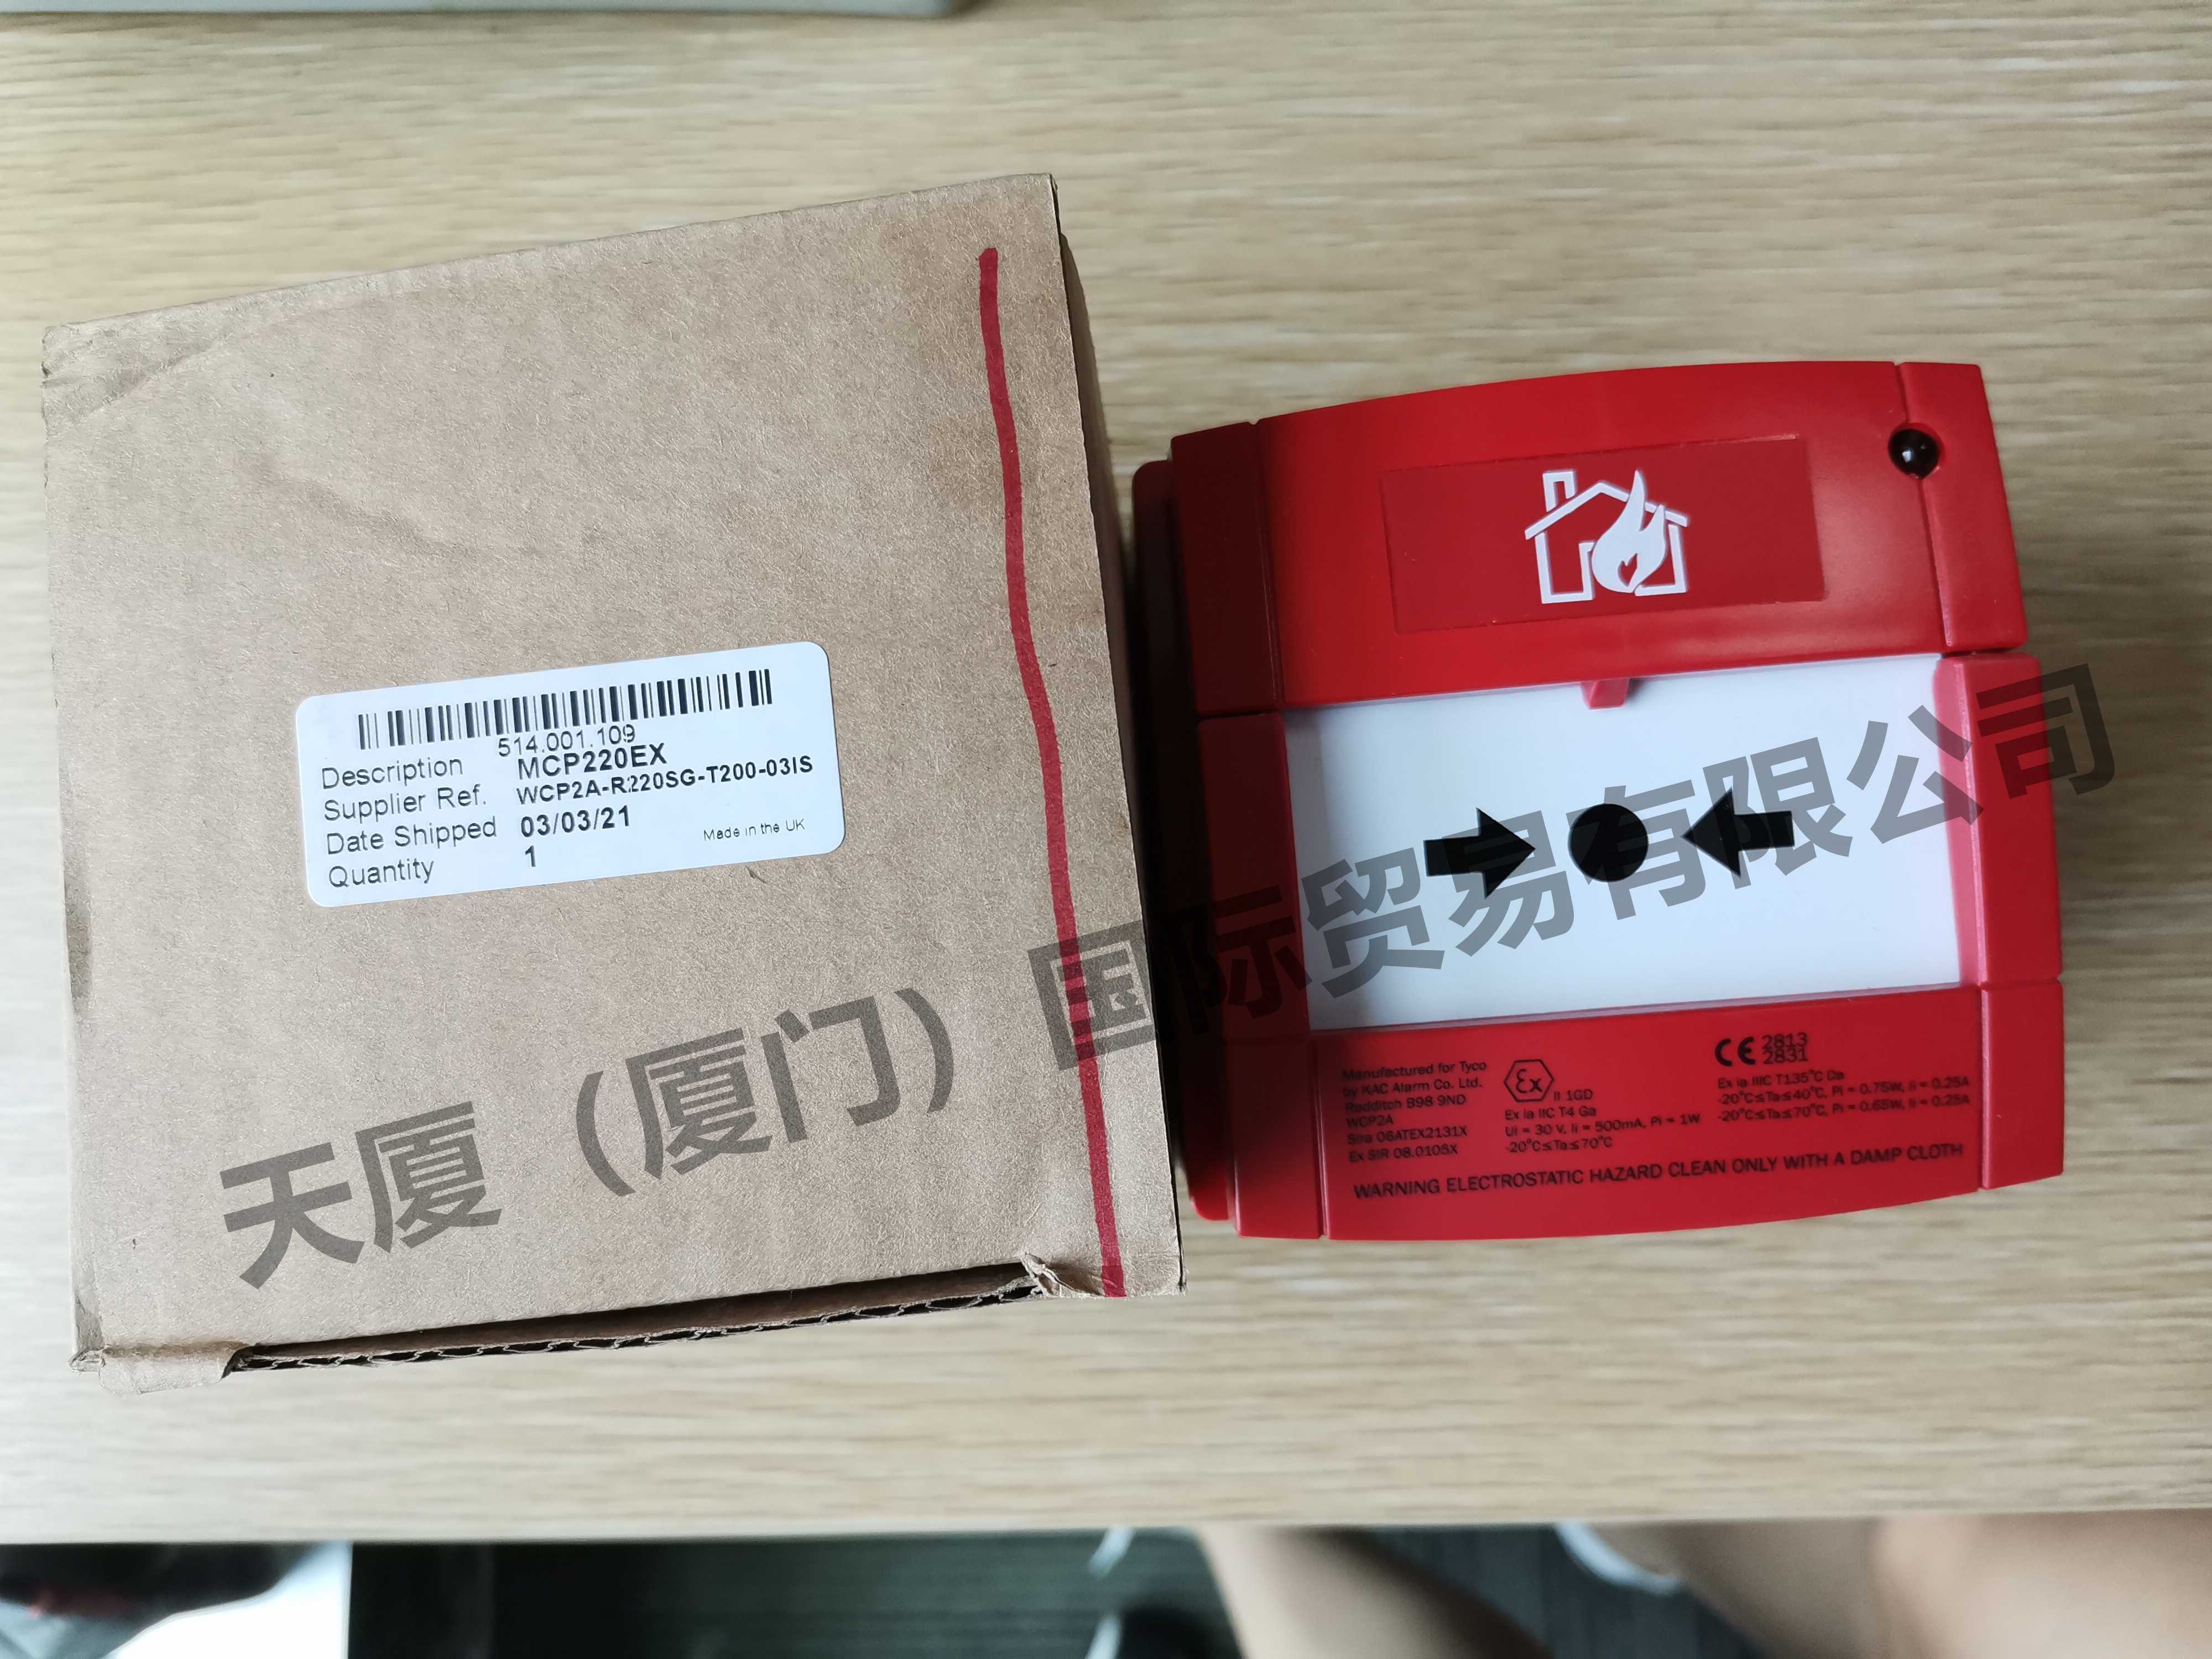 514.001.109
Description MCP220EX
Supplier Ref. WCP2A-R220SG-T200-03IS
Date Shipped 03/03/21
Quantity 1
Made in the UK
Manufactured for Tyco
by KAC Alarm Co. Ltd.
Redditch B98 9ND
WCP2A
Sira 08ATEX2131X
Ex SIR 08.0105X
Ex II 1GD
Ex ia IIC T4 Ga
Ui = 30 V, Ii = 500mA, Pi = 1W
-20°C≤Ta≤70°C
CE 2813
2831
Ex ia IIIC T135°C Da
-20°C≤Ta≤40°C, Pi = 0.75W, Ii = 0.25A
-20°C≤Ta≤70°C, Pi = 0.65W, Ii = 0.25A
WARNING ELECTROSTATIC HAZARD CLEAN ONLY WITH A DAMP CLOTH
天厦（厦门）国际贸易有限公司